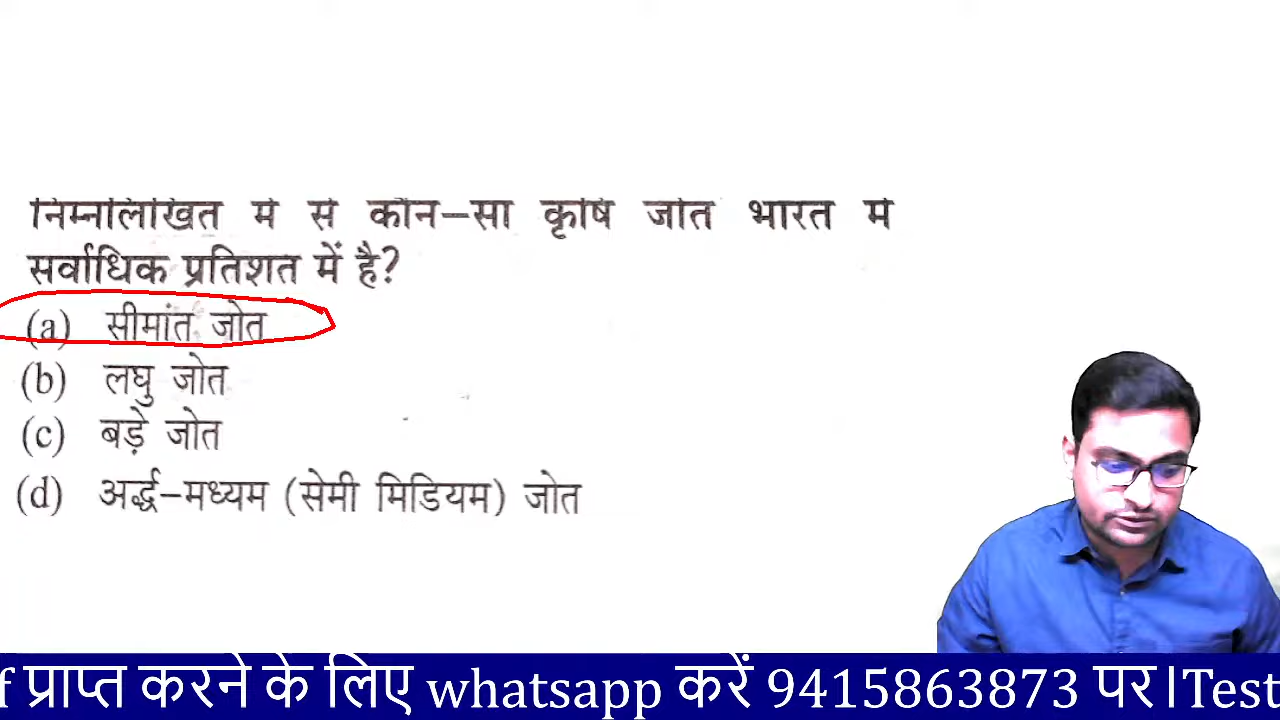 निम्नलिखित में से कौन-सा कृषि जोत भारत में
सर्वाधिक प्रतिशत में है?
(a) सीमांत जोत
(b) लघु जोत
(c) बड़े जोत
(d) अर्द्ध-मध्यम (सेमी मिडियम) जोत
f प्राप्त करने के लिए whatsapp करें 9415863873 पर।Test